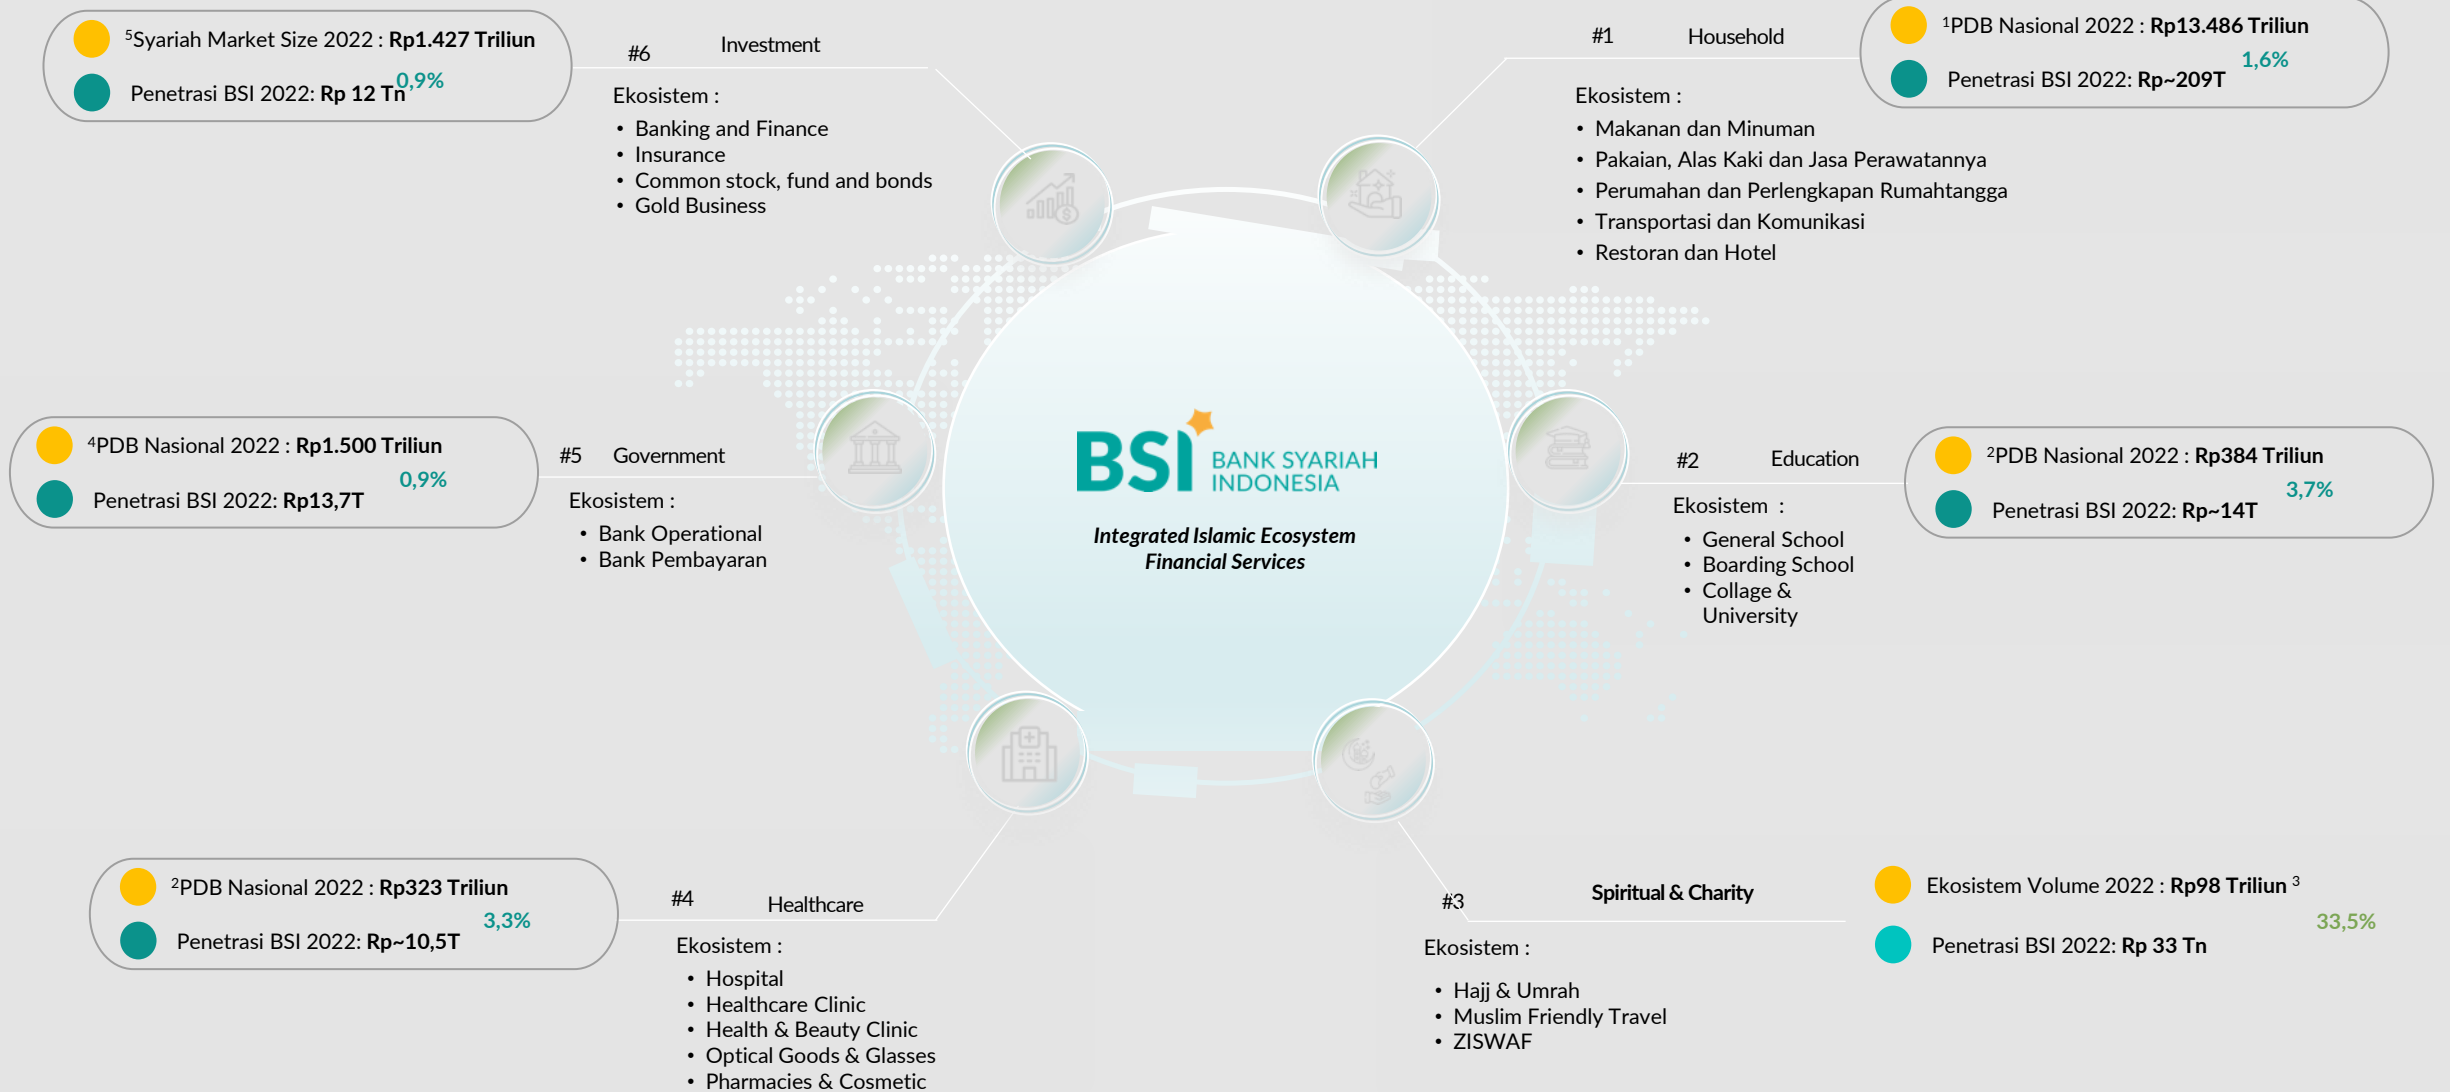 ⁵Syariah Market Size 2022 : Rp1.427 Triliun
Penetrasi BSI 2022: Rp 12 Tn
0,9%
#6 Investment
Ekosistem :
• Banking and Finance
• Insurance
• Common stock, fund and bonds
• Gold Business
#1 Household
¹PDB Nasional 2022 : Rp13.486 Triliun
1,6%
Penetrasi BSI 2022: Rp~209T
Ekosistem :
• Makanan dan Minuman
• Pakaian, Alas Kaki dan Jasa Perawatannya
• Perumahan dan Perlengkapan Rumahtangga
• Transportasi dan Komunikasi
• Restoran dan Hotel
⁴PDB Nasional 2022 : Rp1.500 Triliun
0,9%
Penetrasi BSI 2022: Rp13,7T
#5 Government
Ekosistem :
• Bank Operational
• Bank Pembayaran
BSI BANK SYARIAH
INDONESIA
Integrated Islamic Ecosystem
Financial Services
#2 Education
²PDB Nasional 2022 : Rp384 Triliun
3,7%
Penetrasi BSI 2022: Rp~14T
Ekosistem :
• General School
• Boarding School
• Collage &
University
²PDB Nasional 2022 : Rp323 Triliun
3,3%
Penetrasi BSI 2022: Rp~10,5T
#4 Healthcare
Ekosistem :
• Hospital
• Healthcare Clinic
• Health & Beauty Clinic
• Optical Goods & Glasses
• Pharmacies & Cosmetic
#3 Spiritual & Charity
Ekosistem Volume 2022 : Rp98 Triliun ³
33,5%
Penetrasi BSI 2022: Rp 33 Tn
Ekosistem :
• Hajj & Umrah
• Muslim Friendly Travel
• ZISWAF